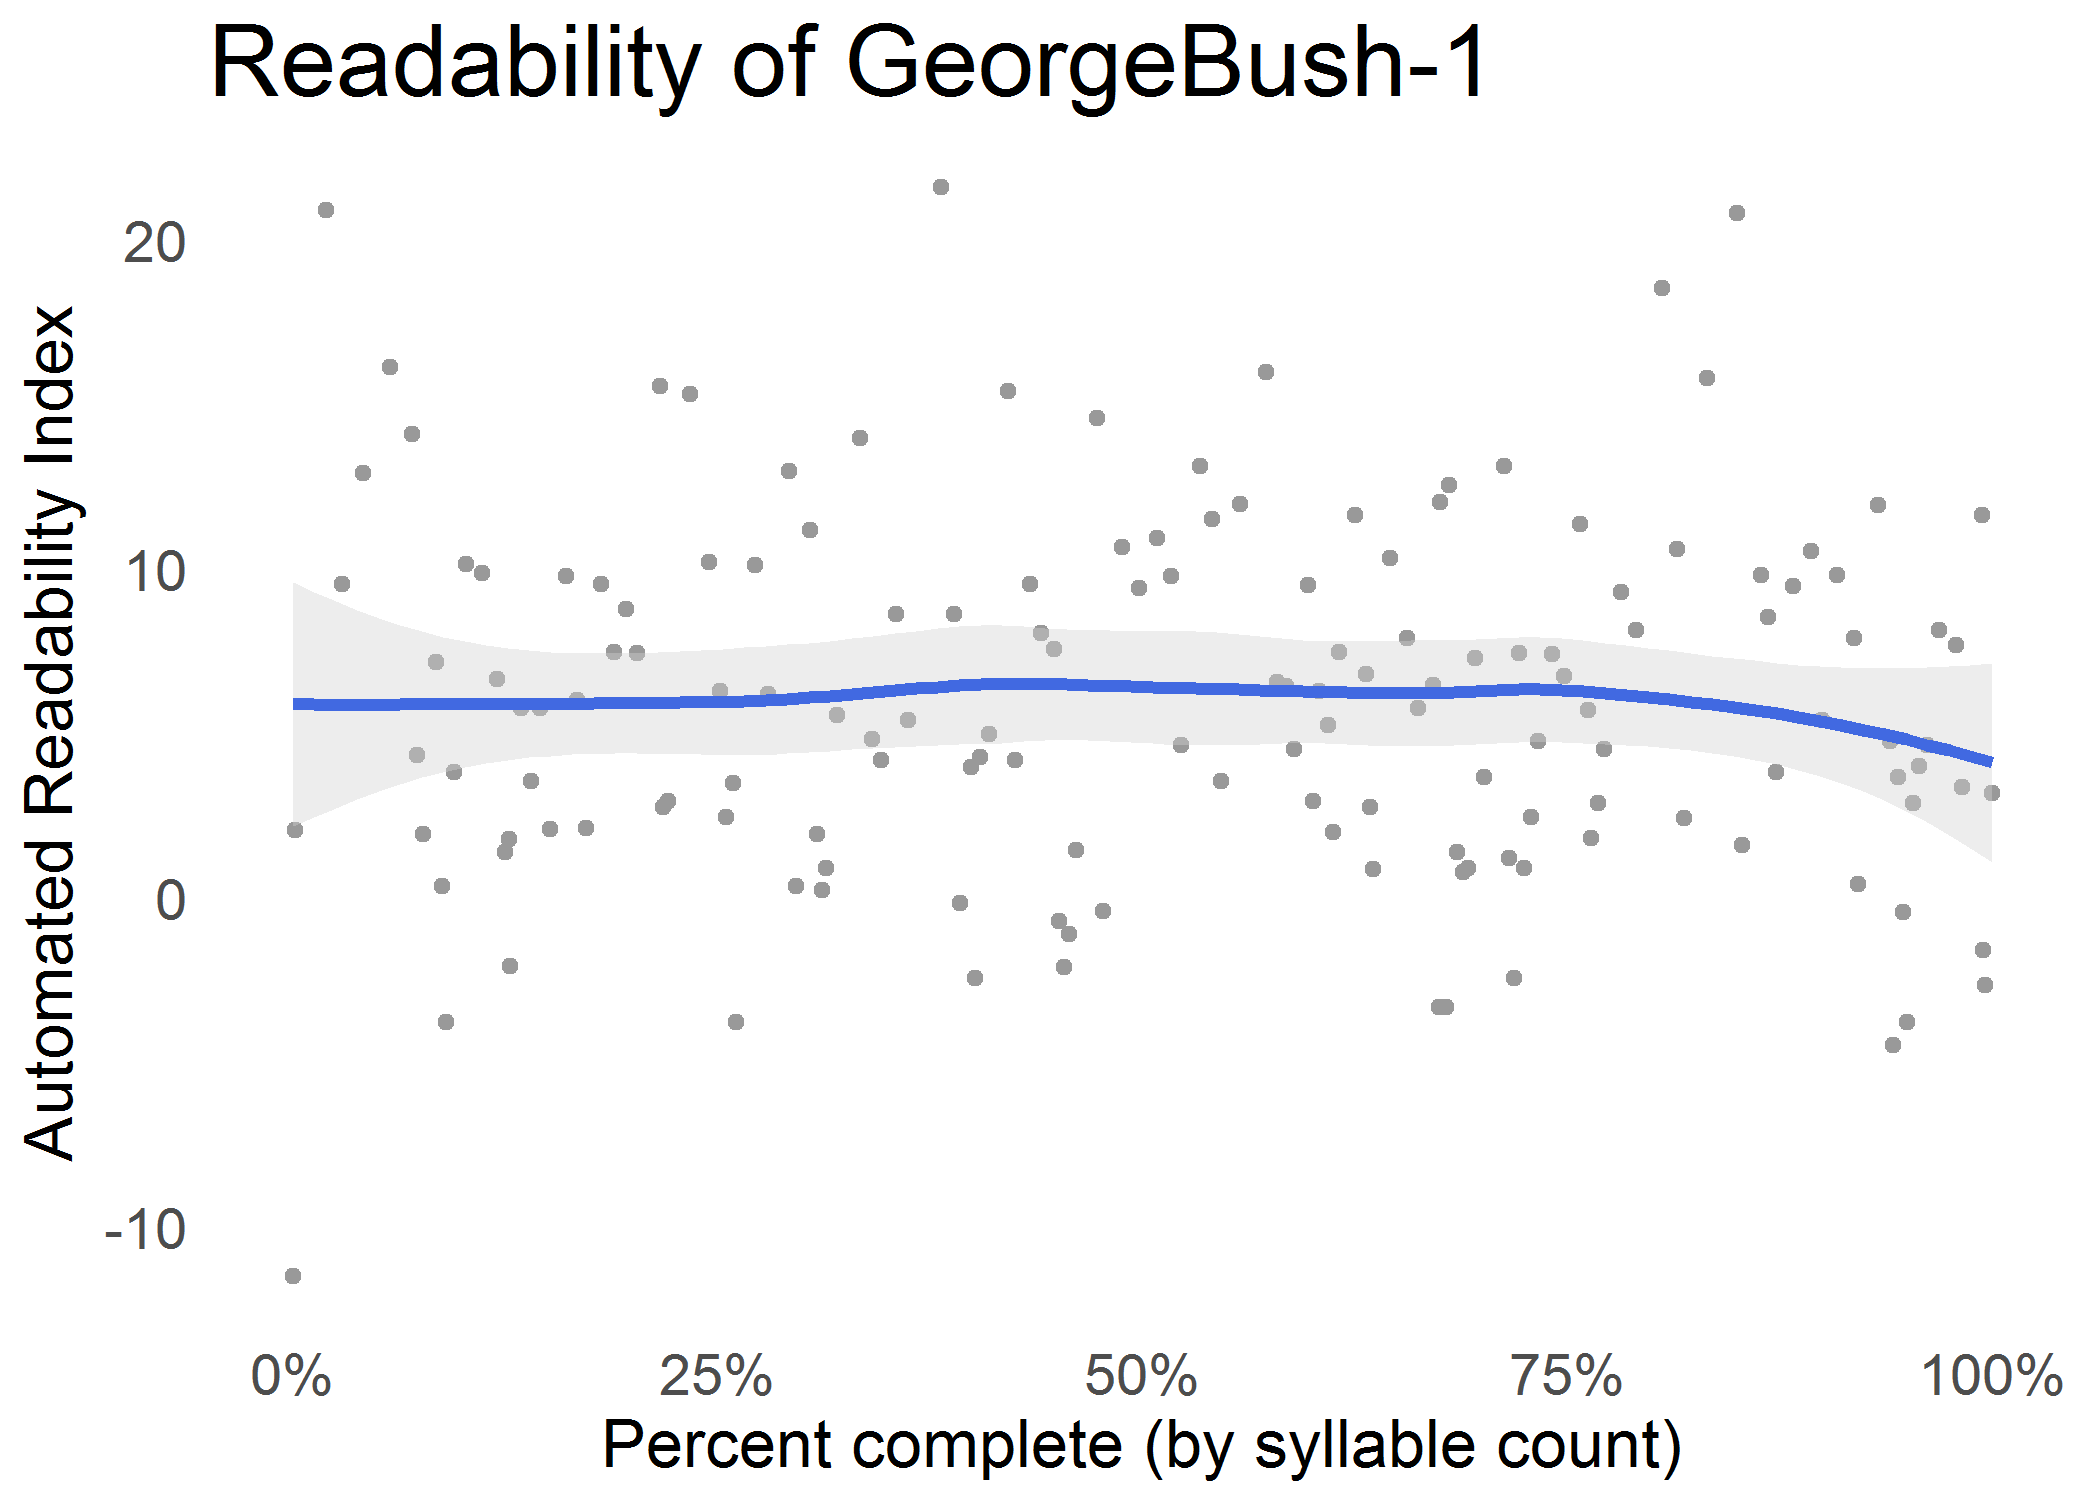 Readability of GeorgeBush-1
Automated Readability Index
20
10
0
-10
0% 25% 50% 75% 100%
Percent complete (by syllable count)